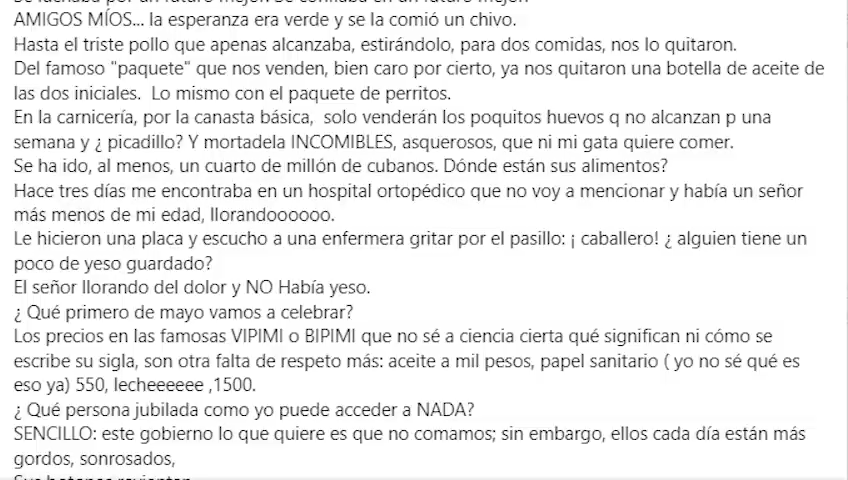 AMIGOS MÍOS... la esperanza era verde y se la comió un chivo.
Hasta el triste pollo que apenas alcanzaba, estirándolo, para dos comidas, nos lo quitaron.
Del famoso "paquete" que nos venden, bien caro por cierto, ya nos quitaron una botella de aceite de
las dos iniciales.  Lo mismo con el paquete de perritos.
En la carnicería, por la canasta básica,  solo venderán los poquitos huevos q no alcanzan p una
semana y ¿ picadillo? Y mortadela INCOMIBLES, asquerosos, que ni mi gata quiere comer.
Se ha ido, al menos, un cuarto de millón de cubanos. Dónde están sus alimentos?
Hace tres días me encontraba en un hospital ortopédico que no voy a mencionar y había un señor
más menos de mi edad, llorandoooooo.
Le hicieron una placa y escucho a una enfermera gritar por el pasillo: ¡ caballero! ¿ alguien tiene un
poco de yeso guardado?
El señor llorando del dolor y NO Había yeso.
¿ Qué primero de mayo vamos a celebrar?
Los precios en las famosas VIPIMI o BIPIMI que no sé a ciencia cierta qué significan ni cómo se
escribe su sigla, son otra falta de respeto más: aceite a mil pesos, papel sanitario ( yo no sé qué es
eso ya) 550, lecheeeeee ,1500.
¿ Qué persona jubilada como yo puede acceder a NADA?
SENCILLO: este gobierno lo que quiere es que no comamos; sin embargo, ellos cada día están más
gordos, sonrosados,